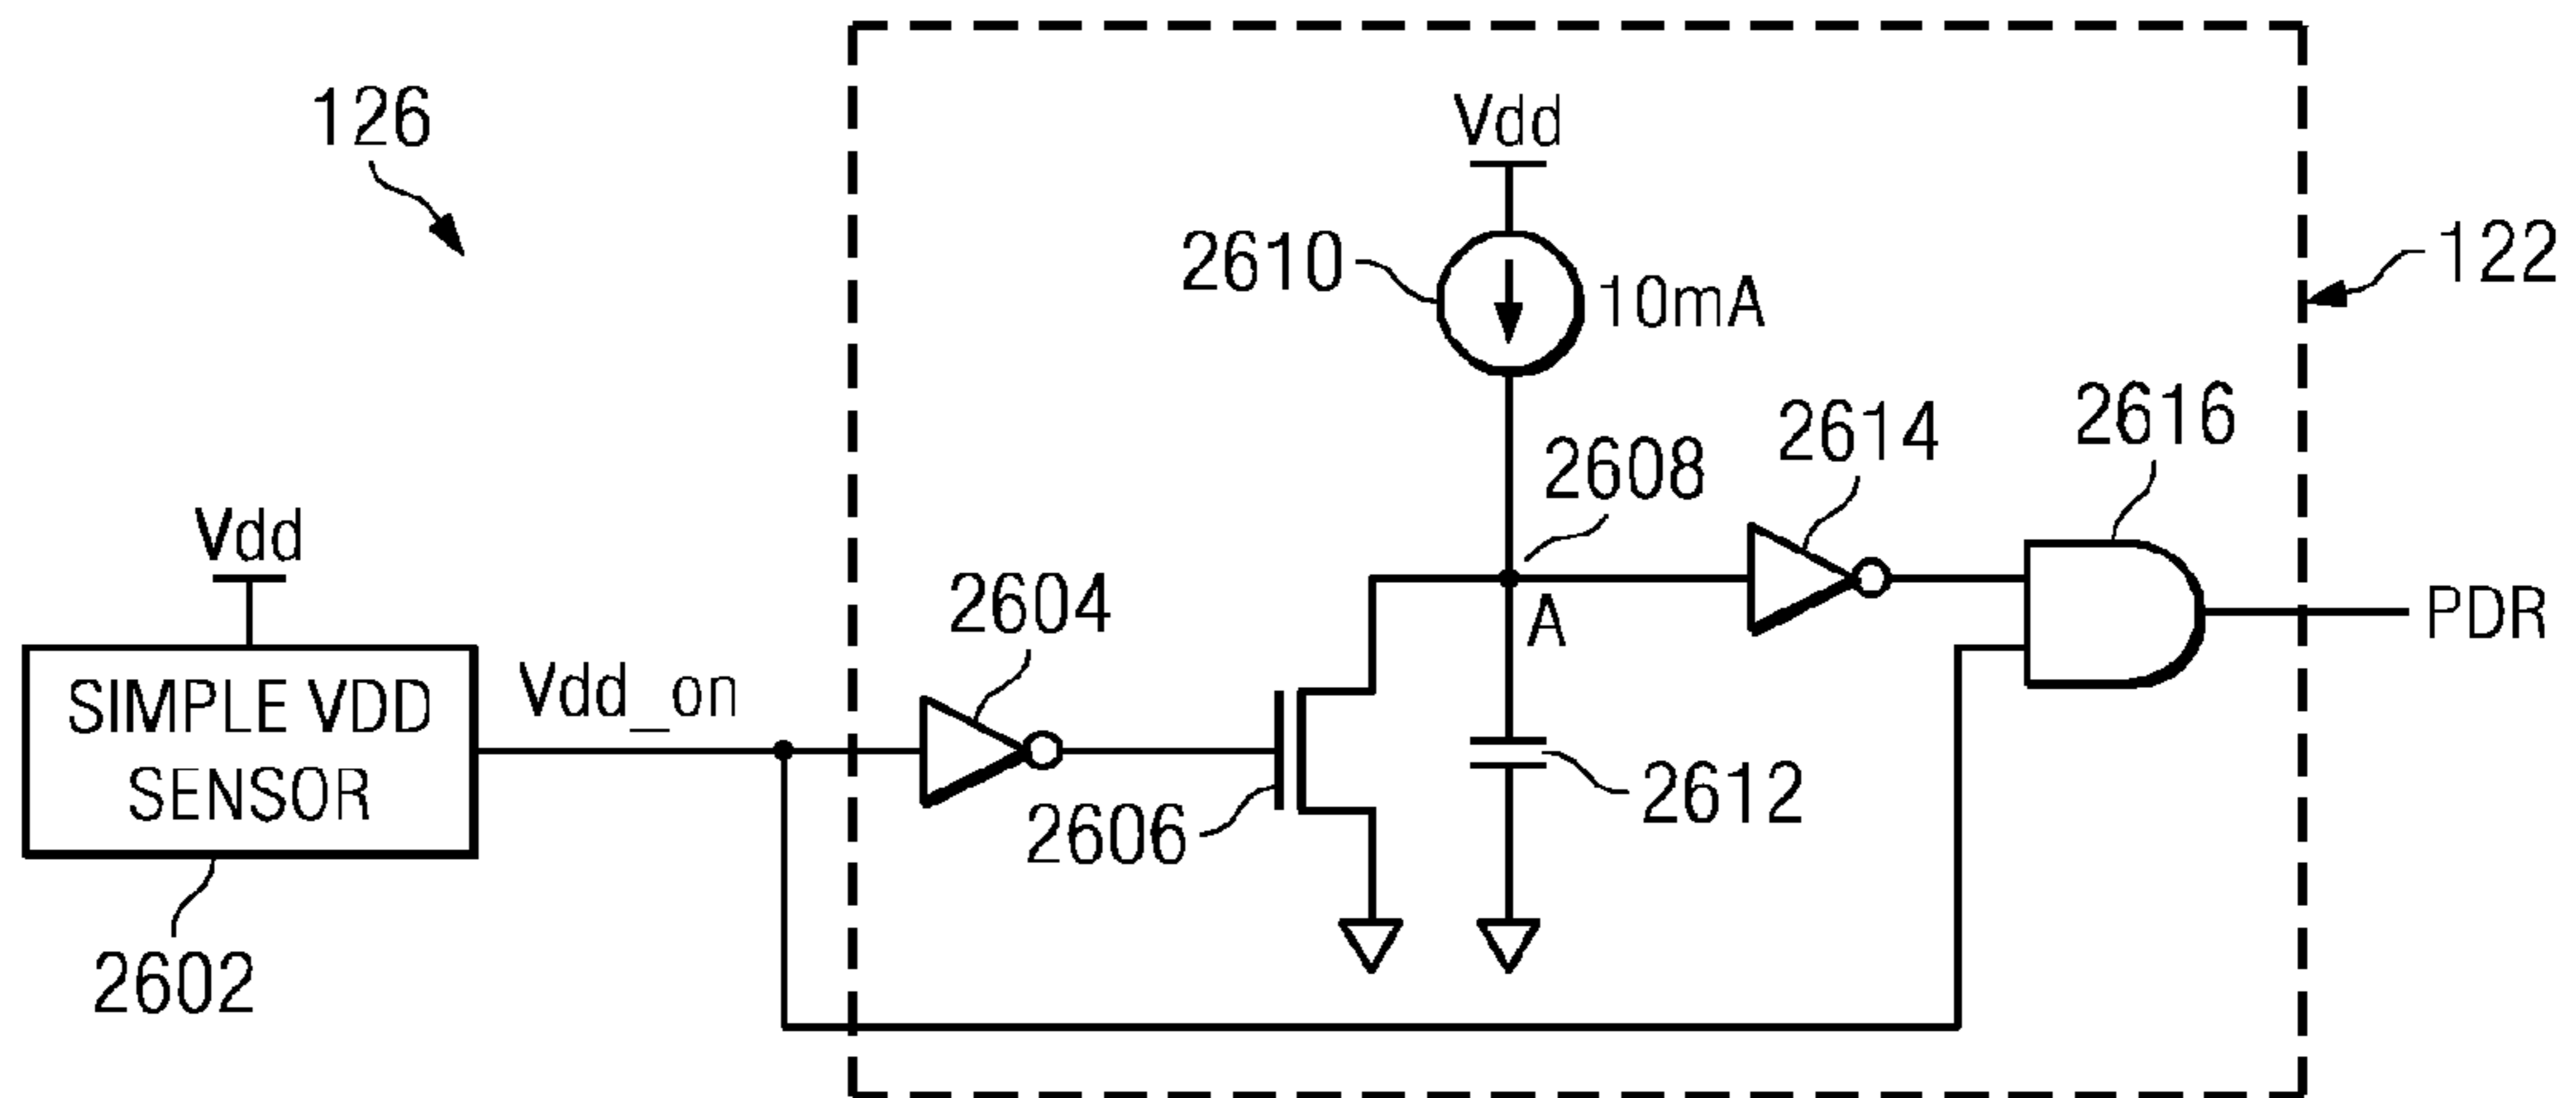 126
Vdd
2610
10mA
122
2616
2614
2608
Vdd
2604
A
PDR
SIMPLE VDD
SENSOR
Vdd_on
2606
2612
2602